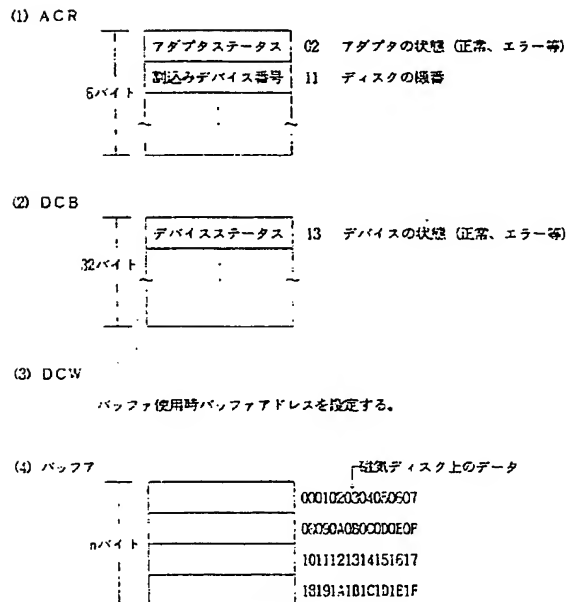 (1) ACR
アダプタステータス 02 アダプタの状態 (正常、エラー等)
割込みデバイス番号 11 ディスクの機番
6バイト
(2) DCB
デバイスステータス 13 デバイスの状態 (正常、エラー等)
32バイト
(3) DCW
バッファ使用時バッファアドレスを設定する。
(4) バッファ
磁気ディスク上のデータ
0001020304050607
08090A0B0C0D0E0F
nバイト
1011121314151617
18191A1B1C1D1E1F